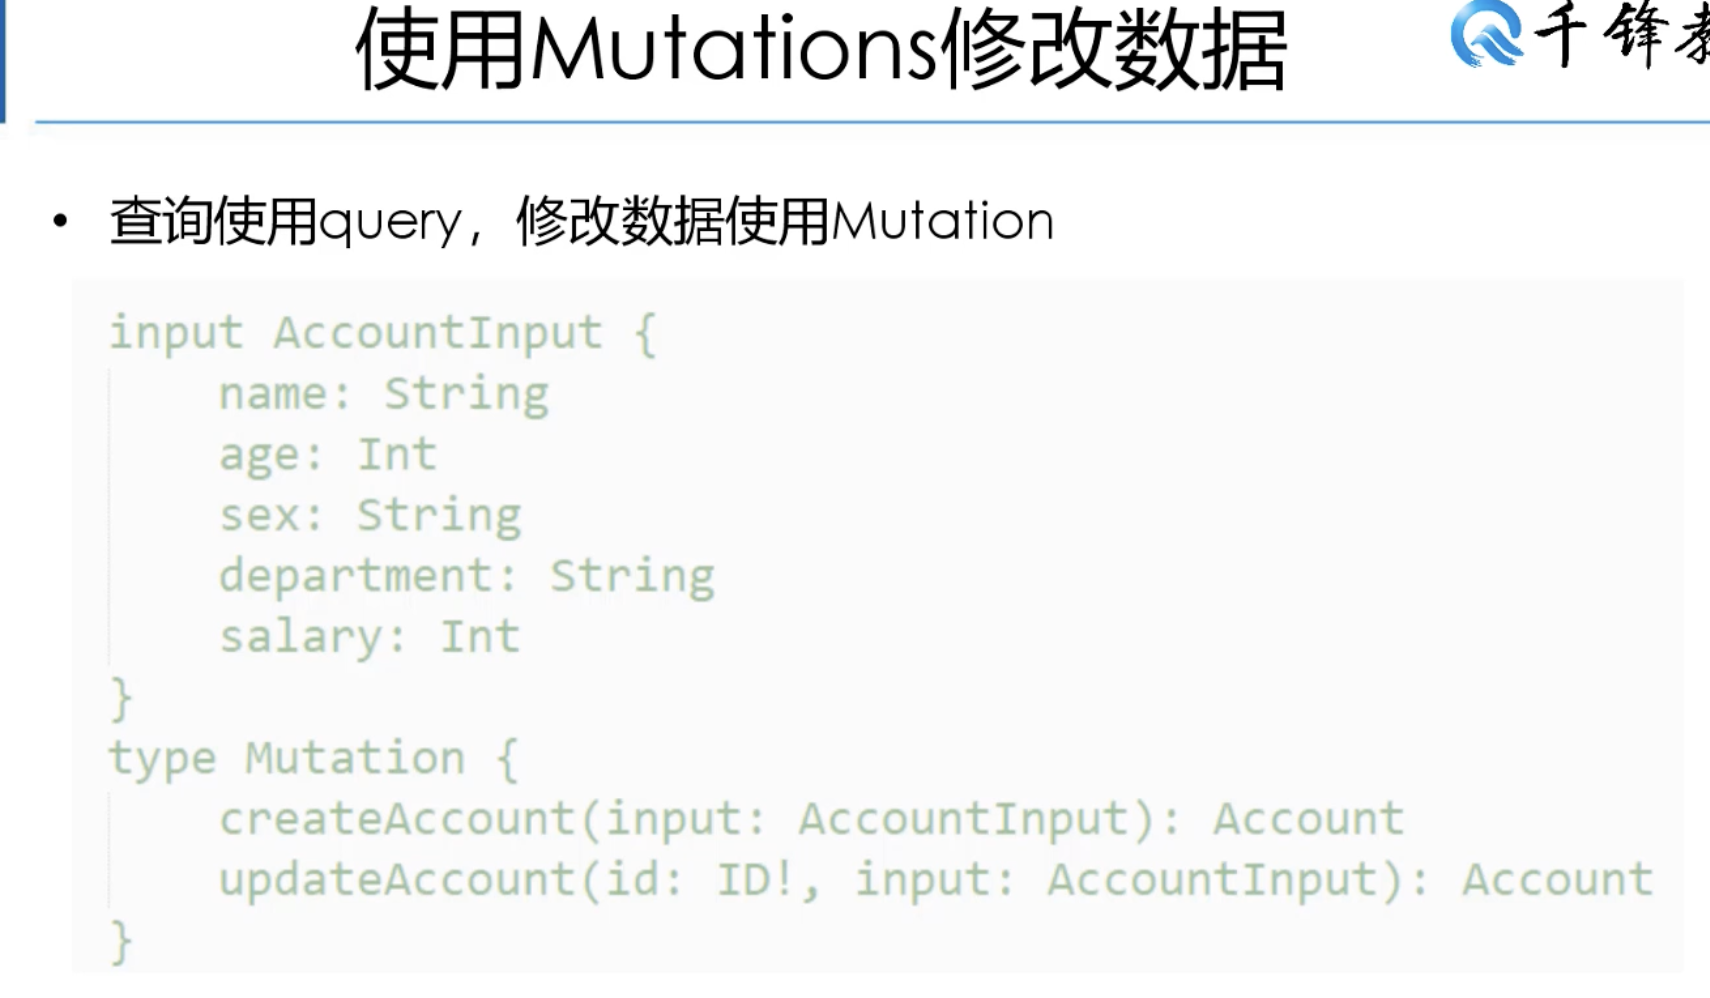 使用Mutations修改数据
千锋教
• 查询使用query，修改数据使用Mutation
input AccountInput {
name: String
age: Int
sex: String
department: String
salary: Int
}
type Mutation {
createAccount(input: AccountInput): Account
updateAccount(id: ID!, input: AccountInput): Account
}